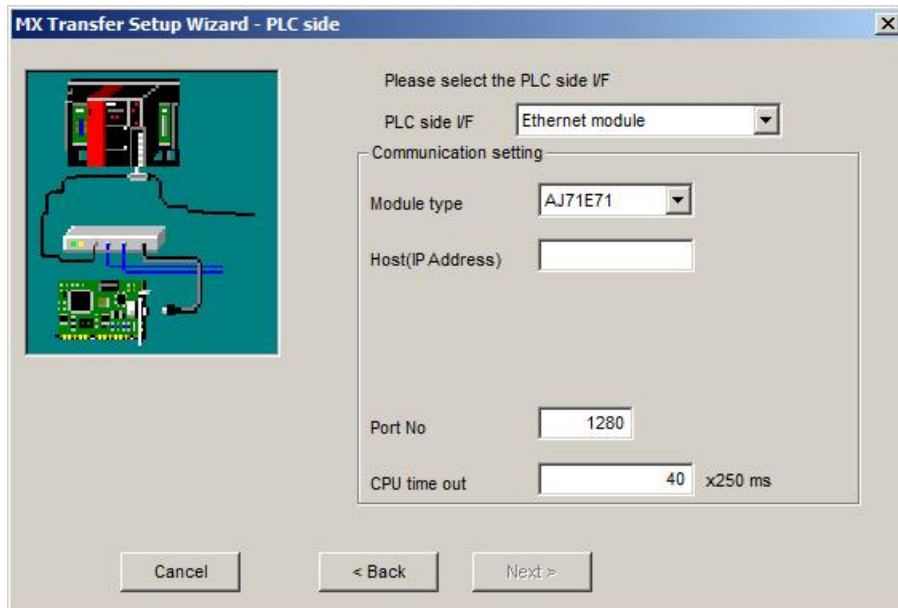 MX Transfer Setup Wizard - PLC side
Please select the PLC side I/F
PLC side I/F Ethernet module
Communication setting
Module type AJ71E71
Host(IP Address)
Port No 1280
CPU time out 40 x250 ms
Cancel < Back Next >